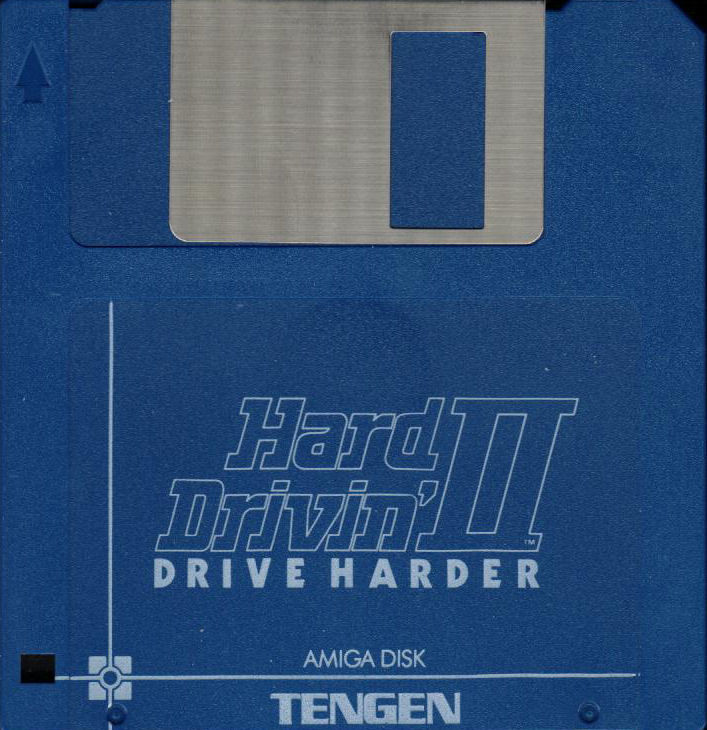 Hard
Drivin' II
™
DRIVE HARDER
AMIGA DISK
TENGEN